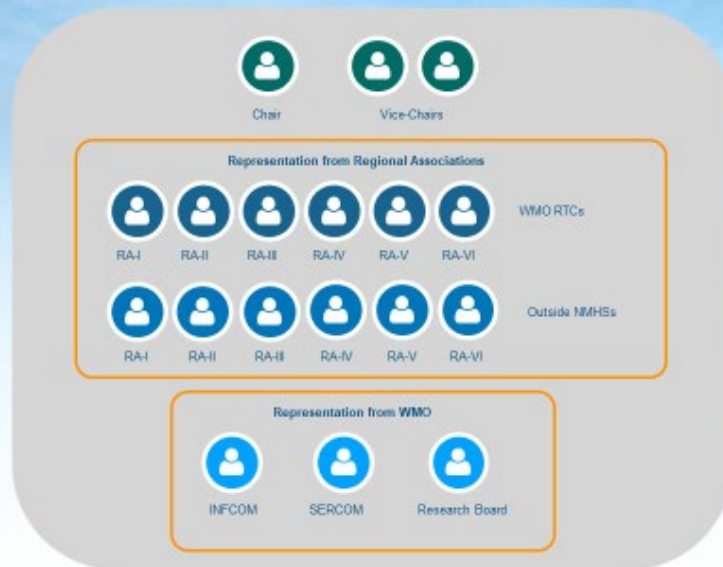 Chair Vice-Chairs
Representation from Regional Associations
WMO RTCs
RA-I RA-II RA-III RA-IV RA-V RA-VI
Outside NMHSs
RA-I RA-II RA-III RA-IV RA-V RA-VI
Representation from WMO
INFCOM SERCOM Research Board